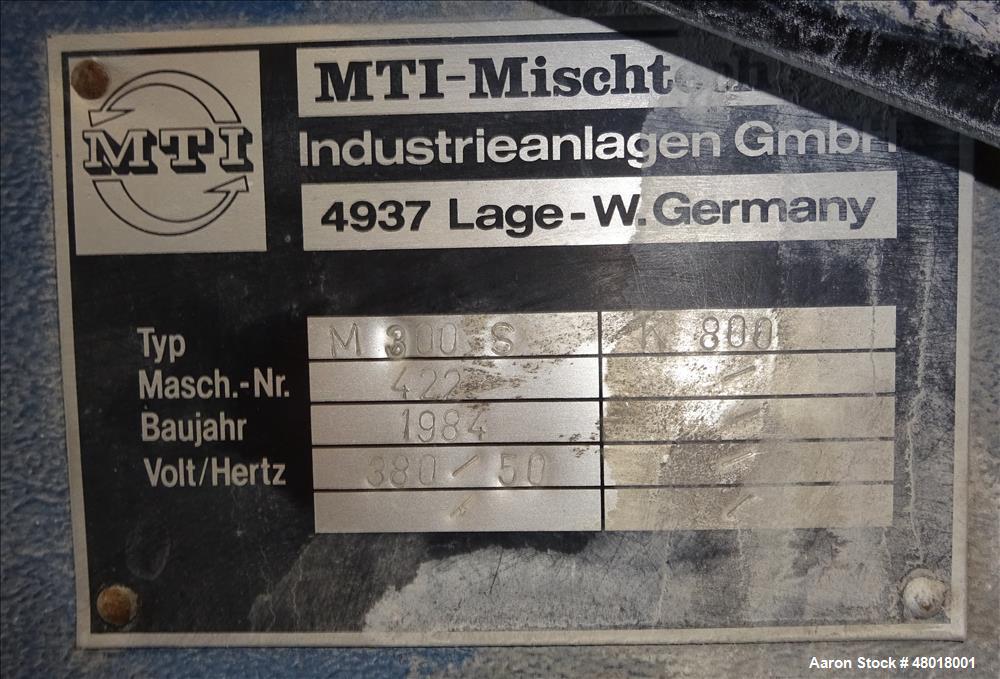 MTI
MTI-Mischt
Industrieanlagen GmbH
4937 Lage-W.Germany
Typ M 300 S K 800
Masch.-Nr. 422 /
Baujahr 1984 /
Volt/Hertz 380/50 /
/ /
Aaron Stock # 48018001